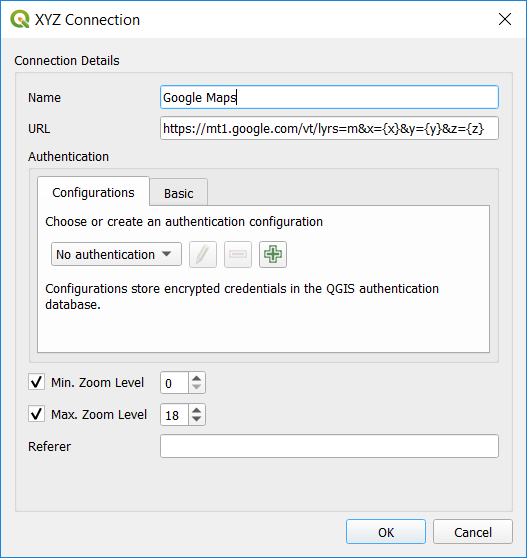 XYZ Connection
Connection Details
Name
Google Maps
URL
https://mt1.google.com/vt/lyrs=m&x={x}&y={y}&z={z}
Authentication
Configurations
Basic
Choose or create an authentication configuration
No authentication
Configurations store encrypted credentials in the QGIS authentication
database.
Min. Zoom Level
0
Max. Zoom Level
18
Referer
OK
Cancel